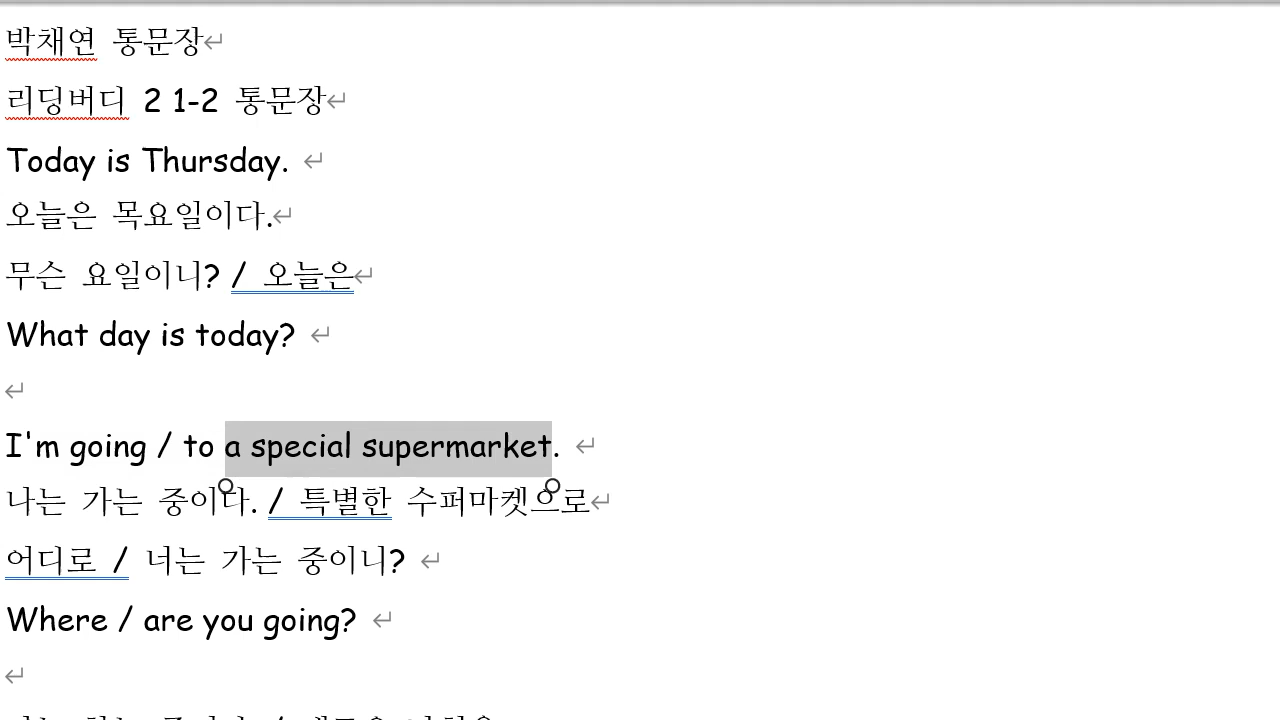 박채연 통문장
리딩버디 2 1-2 통문장
Today is Thursday.
오늘은 목요일이다.
무슨 요일이니? / 오늘은
What day is today?
I'm going / to a special supermarket.
나는 가는 중이다. / 특별한 수퍼마켓으로
어디로 / 너는 가는 중이니?
Where / are you going?